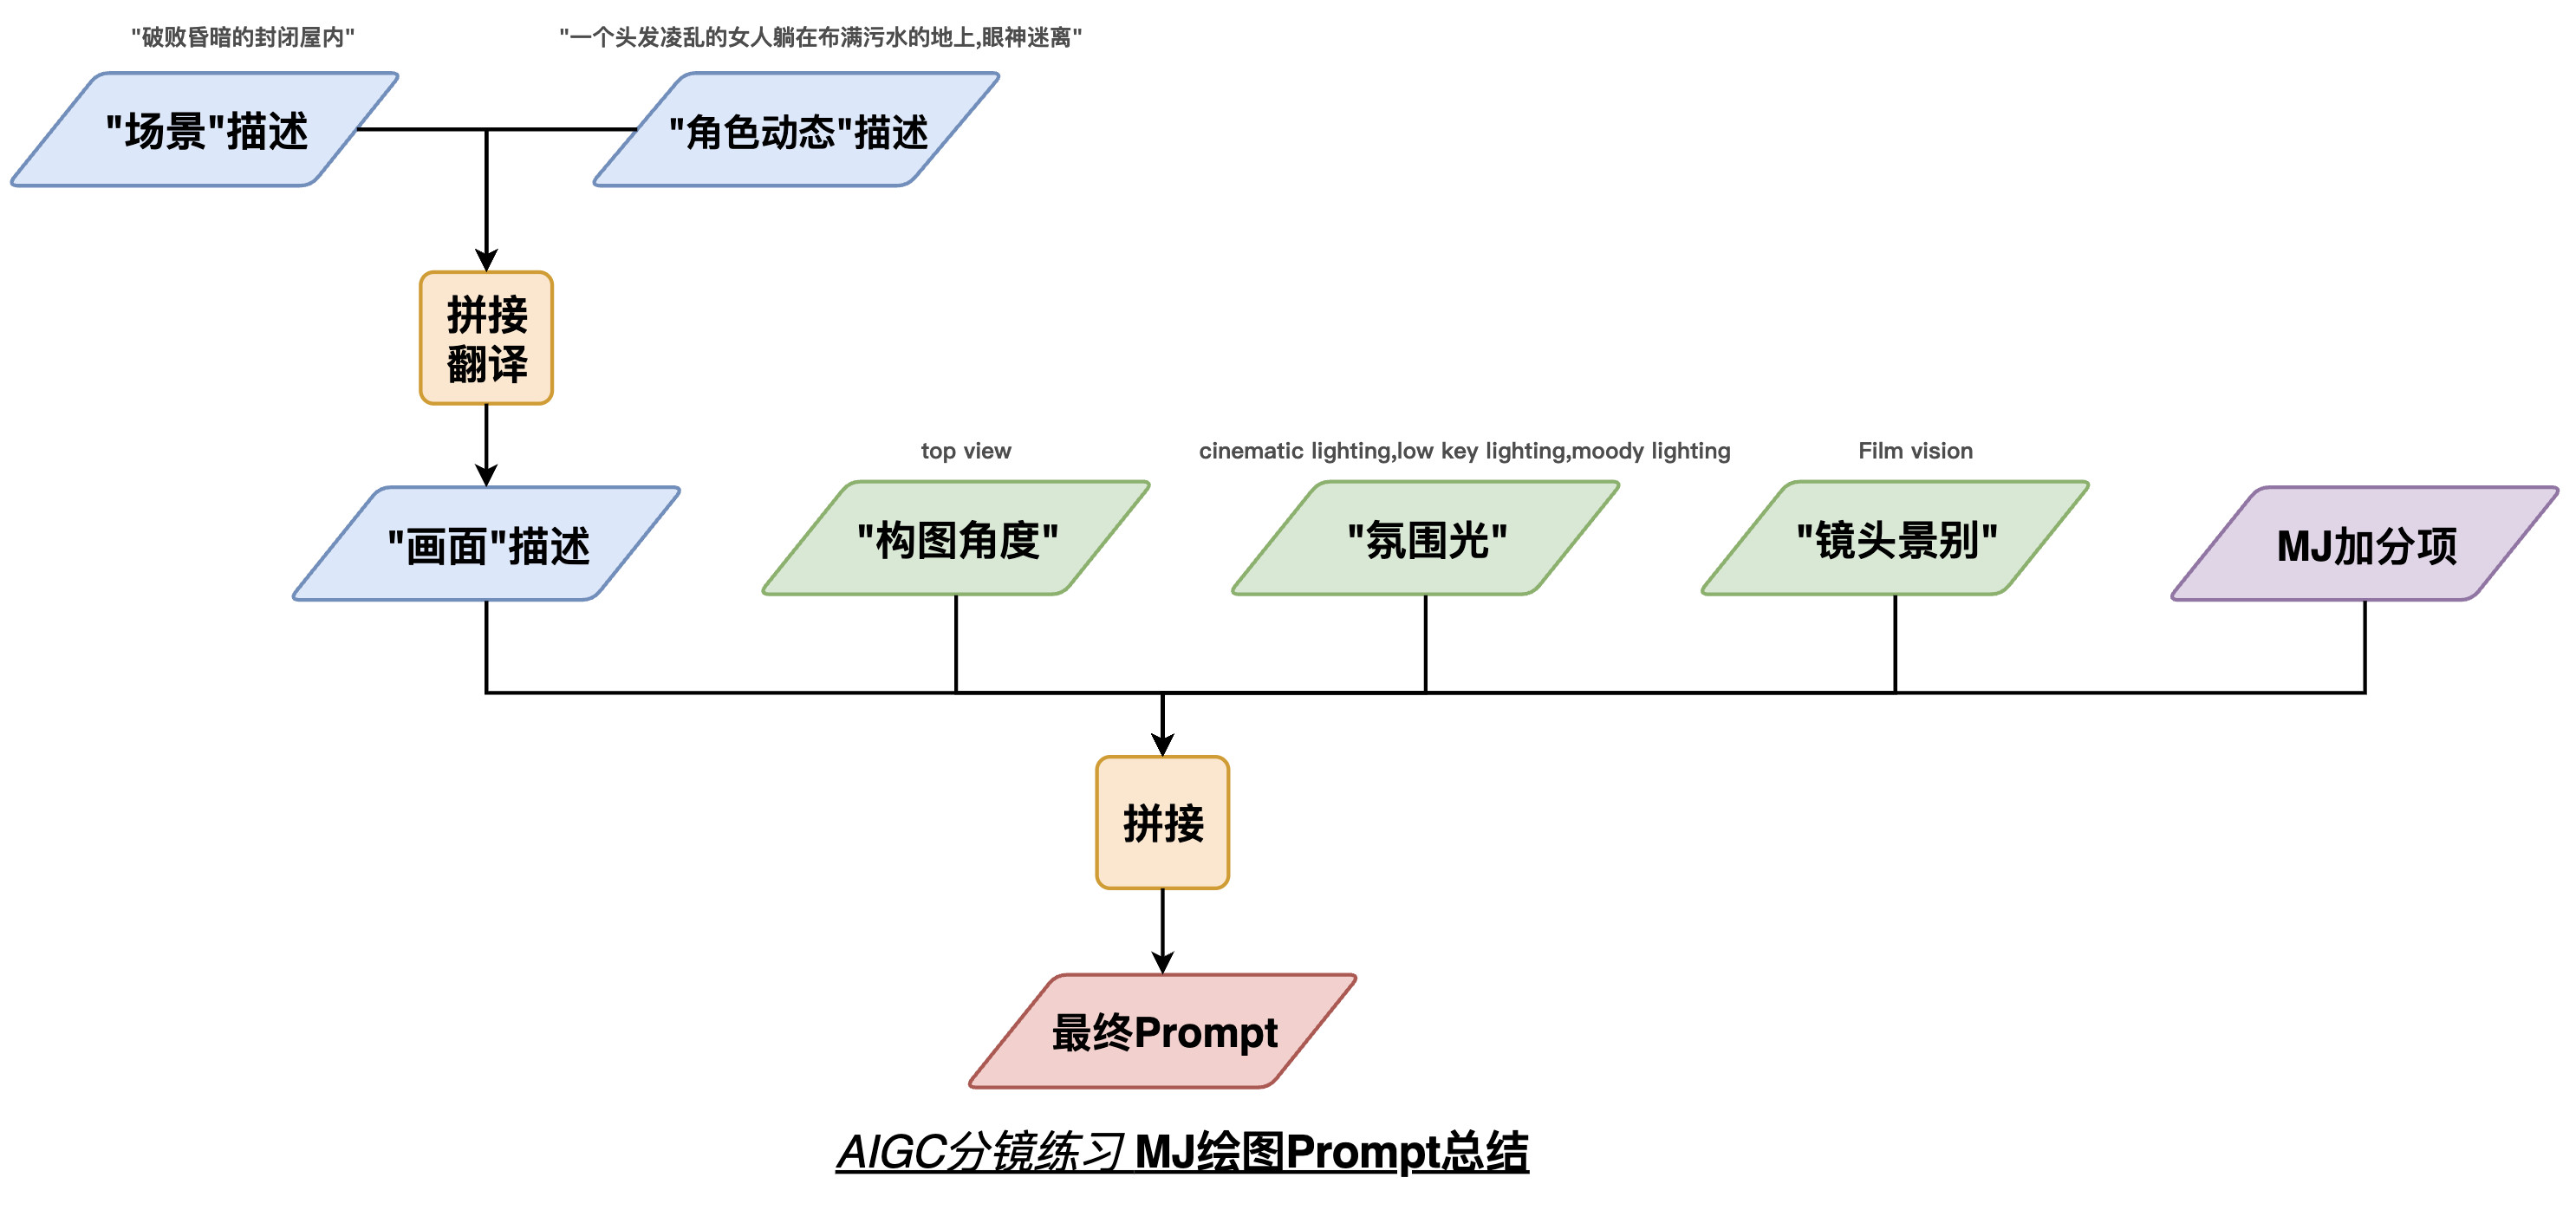 "破败昏暗的封闭屋内"
"一个头发凌乱的女人躺在布满污水的地上,眼神迷离"
"场景"描述
"角色动态"描述
拼接
翻译
top view
cinematic lighting,low key lighting,moody lighting
Film vision
"画面"描述
"构图角度"
"氛围光"
"镜头景别"
MJ加分项
拼接
最终Prompt
AIGC分镜练习 MJ绘图Prompt总结